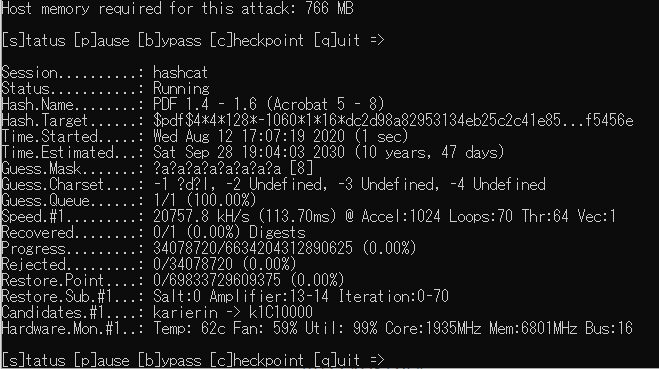 Host memory required for this attack: 766 MB
[s]tatus [p]ause [b]ypass [c]heckpoint [q]uit =>
Session..........: hashcat
Status...........: Running
Hash.Name........: PDF 1.4 - 1.6 (Acrobat 5 - 8)
Hash.Target......: $pdf$4*4*128*-1060*1*16*dc2d98a82953134eb25c2c41e85...f5456e
Time.Started.....: Wed Aug 12 17:07:19 2020 (1 sec)
Time.Estimated...: Sat Sep 28 19:04:03 2030 (10 years, 47 days)
Guess.Mask.......: ?a?a?a?a?a?a?a?a [8]
Guess.Charset....: -1 ?d?l, -2 Undefined, -3 Undefined, -4 Undefined
Guess.Queue......: 1/1 (100.00%)
Speed.#1.........: 20757.8 kH/s (113.70ms) @ Accel:1024 Loops:70 Thr:64 Vec:1
Recovered........: 0/1 (0.00%) Digests
Progress.........: 34078720/6634204312890625 (0.00%)
Rejected.........: 0/34078720 (0.00%)
Restore.Point....: 0/69833729609375 (0.00%)
Restore.Sub.#1...: Salt:0 Amplifier:13-14 Iteration:0-70
Candidates.#1....: karierin -> k1C10000
Hardware.Mon.#1..: Temp: 62c Fan: 59% Util: 99% Core:1935MHz Mem:6801MHz Bus:16
[s]tatus [p]ause [b]ypass [c]heckpoint [q]uit =>